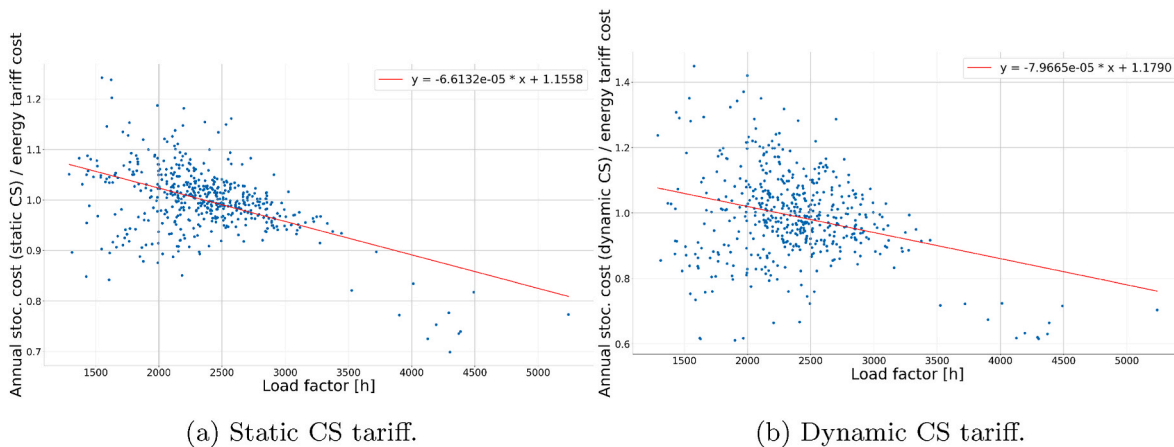 Annual stoc. cost (static CS) / energy tariff cost
1.2
1.1
1.0
0.9
0.8
0.7
y = -6.6132e-05 * x + 1.1558
1500 2000 2500 3000 3500 4000 4500 5000
Load factor [h]
(a) Static CS tariff.
Annual stoc. cost (dynamic CS) / energy tariff cost
1.4
1.2
1.0
0.8
0.6
y = -7.9665e-05 * x + 1.1790
1500 2000 2500 3000 3500 4000 4500 5000
Load factor [h]
(b) Dynamic CS tariff.